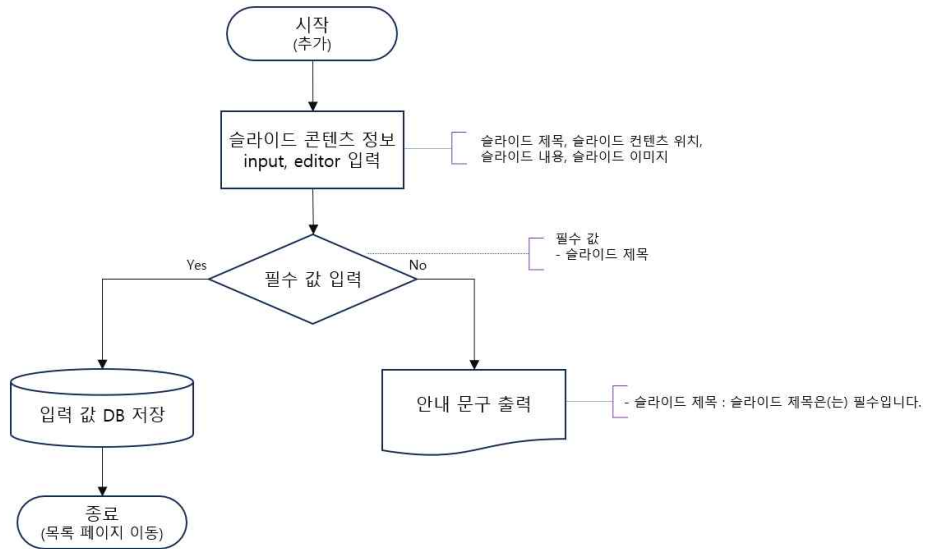 시작
(추가)
슬라이드 콘텐츠 정보
input, editor 입력
슬라이드 제목, 슬라이드 컨텐츠 위치,
슬라이드 내용, 슬라이드 이미지
필수 값
- 슬라이드 제목
Yes
필수 값 입력
No
입력 값 DB 저장
안내 문구 출력
- 슬라이드 제목 : 슬라이드 제목은(는) 필수입니다.
종료
(목록 페이지 이동)